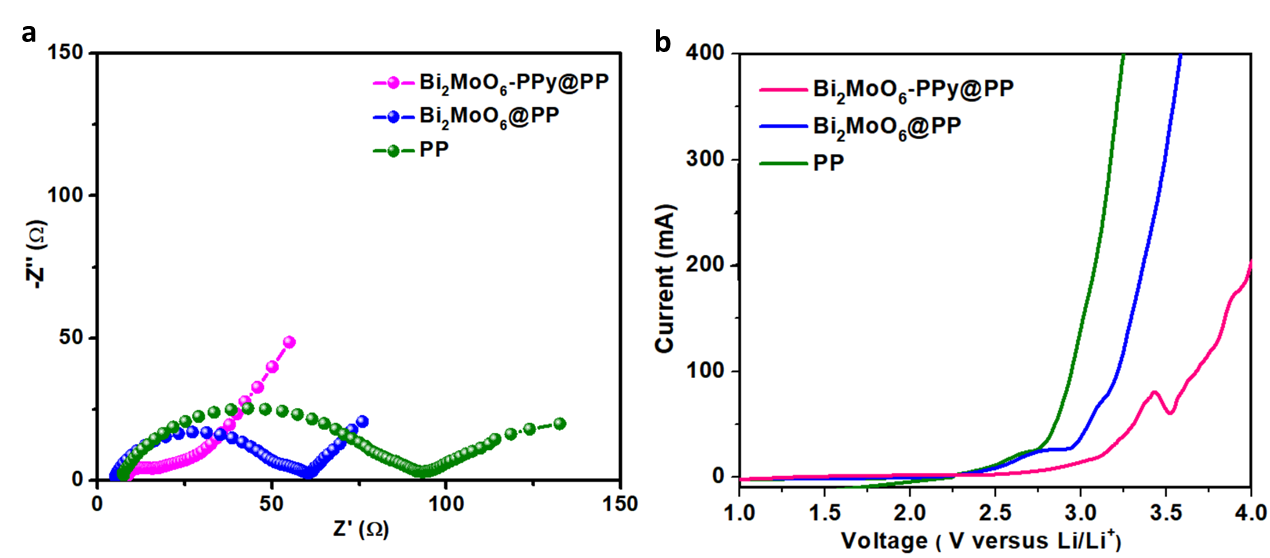 a
150
100
50
0
0
50
100
150
-Z'' (Ω)
Z' (Ω)
Bi₂MoO₆-PPy@PP
Bi₂MoO₆@PP
PP
b
400
300
200
100
0
1.0
1.5
2.0
2.5
3.0
3.5
4.0
Current (mA)
Voltage ( V versus Li/Li⁺)
Bi₂MoO₆-PPy@PP
Bi₂MoO₆@PP
PP